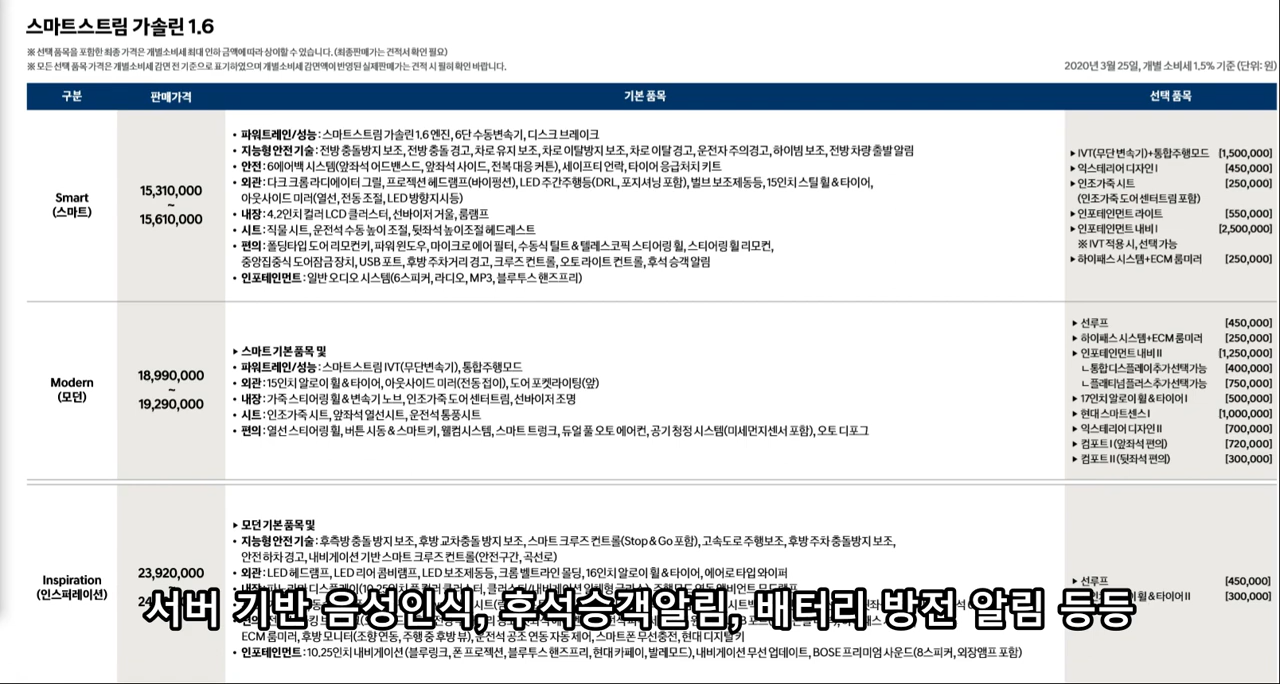 스마트스트림 가솔린 1.6
※ 선택 품목을 포함한 최종 가격은 개별소비세 최대 인하 금액에 따라 상이할 수 있습니다. (최종판매가는 견적서 확인 필요)
※ 모든 선택 품목 가격은 개별소비세 감면 전 기준으로 표기하였으며 개별소비세 감면액이 반영된 실제판매가는 견적 시 필히 확인 바랍니다.
2020년 3월 25일, 개별 소비세 1.5% 기준 (단위: 원)
구분 판매가격 기본 품목 선택 품목
Smart
(스마트)
15,310,000
~
15,610,000
• 파워트레인/성능 : 스마트스트림 가솔린 1.6 엔진, 6단 수동변속기, 디스크 브레이크
• 지능형 안전 기술 : 전방 충돌방지 보조, 전방 충돌 경고, 차로 유지 보조, 차로 이탈방지 보조, 차로 이탈 경고, 운전자 주의 경고, 하이빔 보조, 전방 차량 출발 알림
• 안전 : 6에어백 시스템(앞좌석 어드밴스드, 앞좌석 사이드, 전복 대응 커튼), 세이프티 언락, 타이어 응급처치 키트
• 외관 : 다크 크롬 라디에이터 그릴, 프로젝션 헤드램프(바이펑션), LED 주간주행등(DRL, 포지셔닝 포함), 벌브 보조제동등, 15인치 스틸 휠 & 타이어,
아웃사이드 미러(열선, 전동 조절, LED 방향지시등)
• 내장 : 4.2인치 컬러 LCD 클러스터, 선바이저 거울, 룸램프
• 시트 : 직물 시트, 운전석 수동 높이 조절, 뒷좌석 높이조절 헤드레스트
• 편의 : 폴딩타입 도어 리모컨키, 파워 윈도우, 마이크로 에어 필터, 수동식 틸트 & 텔레스코픽 스티어링 휠, 스티어링 휠 리모컨,
중앙집중식 도어잠금 장치, USB 포트, 후방 주차거리 경고, 크루즈 컨트롤, 오토 라이트 컨트롤, 후석 승객 알림
• 인포테인먼트 : 일반 오디오 시스템(6스피커, 라디오, MP3, 블루투스 핸즈프리)
▶ IVT(무단 변속기)+통합주행모드 [1,500,000]
▶ 익스테리어 디자인 I [450,000]
▶ 인조가죽 시트 [250,000]
(인조가죽 도어 센터트림 포함)
▶ 인포테인먼트 라이트 [550,000]
▶ 인포테인먼트 내비 I [2,500,000]
※ IVT 적용 시, 선택 가능
▶ 하이패스 시스템+ECM 룸미러 [250,000]
Modern
(모던)
18,990,000
~
19,290,000
▶ 스마트 기본 품목 및
• 파워트레인/성능 : 스마트스트림 IVT(무단변속기), 통합주행모드
• 외관 : 15인치 알로이 휠 & 타이어, 아웃사이드 미러(전동 접이), 도어 포켓라이팅(앞)
• 내장 : 가죽 스티어링 휠 & 변속기 노브, 인조가죽 도어 센터트림, 선바이저 조명
• 시트 : 인조가죽 시트, 앞좌석 열선시트, 운전석 통풍시트
• 편의 : 열선 스티어링 휠, 버튼 시동 & 스마트키, 웰컴시스템, 스마트 트렁크, 듀얼 풀 오토 에어컨, 공기 청정 시스템(미세먼지센서 포함), 오토 디포그
▶ 선루프 [450,000]
▶ 하이패스 시스템+ECM 룸미러 [250,000]
▶ 인포테인먼트 내비 II [1,250,000]
ㄴ통합 디스플레이 추가선택가능 [400,000]
ㄴ플래티넘 플러스 추가선택가능 [750,000]
▶ 17인치 알로이 휠 & 타이어 I [500,000]
▶ 현대 스마트센스 I [1,000,000]
▶ 익스테리어 디자인 II [700,000]
▶ 컴포트 I (앞좌석 편의) [720,000]
▶ 컴포트 II (뒷좌석 편의) [300,000]
Inspiration
(인스퍼레이션)
23,920,000
▶ 모던 기본 품목 및
• 지능형 안전 기술 : 후측방 충돌방지 보조, 후방 교차충돌방지 보조, 스마트 크루즈 컨트롤(Stop & Go 포함), 고속도로 주행보조, 후방 주차 충돌방지 보조,
안전 하차 경고, 내비게이션 기반 스마트 크루즈 컨트롤(안전구간, 곡선로)
• 외관 : LED 헤드램프, LED 리어 콤비램프, LED 보조제동등, 크롬 벨트라인 몰딩, 16인치 알로이 휠 & 타이어, 에어로 타입 와이퍼
ECM 룸미러, 후방 모니터(조향 연동, 주행 중 후방 뷰), 운전석 공조 연동 자동 제어, 스마트폰 무선충전, 현대 디지털 키
• 인포테인먼트 : 10.25인치 내비게이션 (블루링크, 폰 프로젝션, 블루투스 핸즈프리, 현대 카페이, 발레모드), 내비게이션 무선 업데이트, BOSE 프리미엄 사운드(8스피커, 외장앰프 포함)
▶ 선루프 [450,000]
휠 & 타이어 II [300,000]
서버 기반 음성인식, 후석승객알림, 배터리 방전 알림 등등